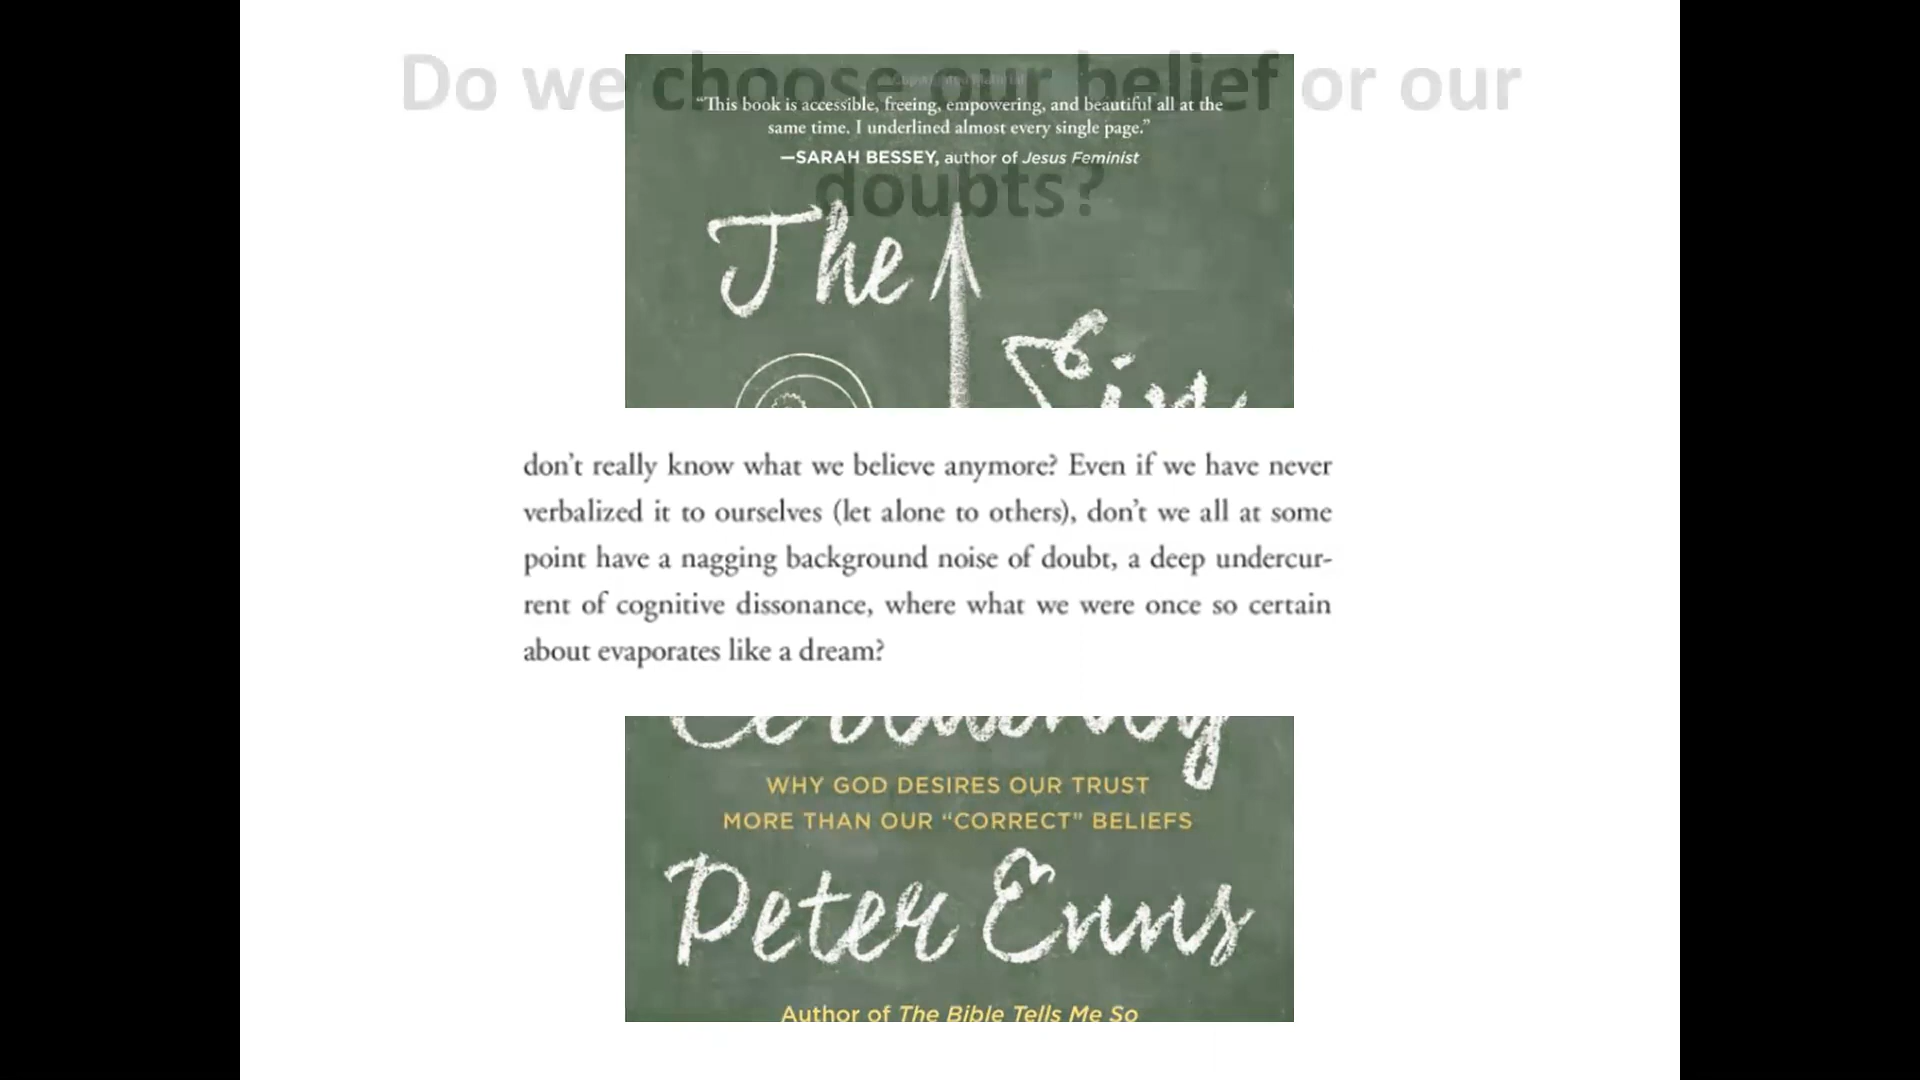 Do we choose our belief or our
doubts?
“This book is accessible, freeing, empowering, and beautiful all at the
same time. I underlined almost every single page.”
—SARAH BESSEY, author of Jesus Feminist
The
Sin
don’t really know what we believe anymore? Even if we have never
verbalized it to ourselves (let alone to others), don’t we all at some
point have a nagging background noise of doubt, a deep undercur-
rent of cognitive dissonance, where what we were once so certain
about evaporates like a dream?
Certainty
WHY GOD DESIRES OUR TRUST
MORE THAN OUR “CORRECT” BELIEFS
Peter Enns
Author of The Bible Tells Me So